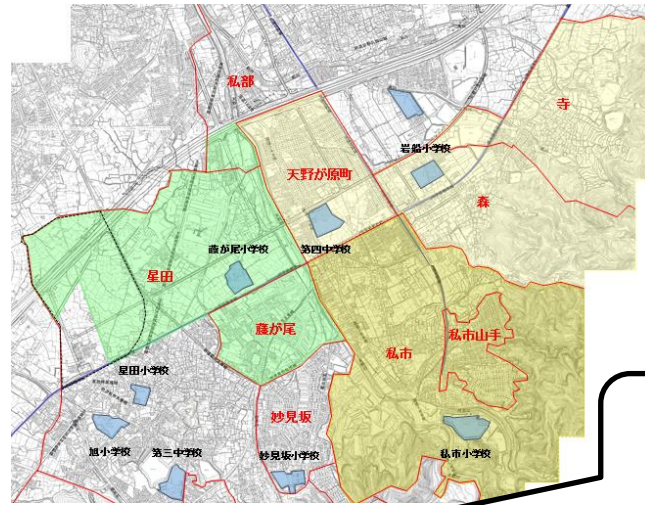 私部
寺
岩船小学校
天野が原町
森
藤が尾小学校
第四中学校
星田
藤が尾
私市
私市山手
星田小学校
妙見坂
旭小学校
第三中学校
妙見坂小学校
私市小学校